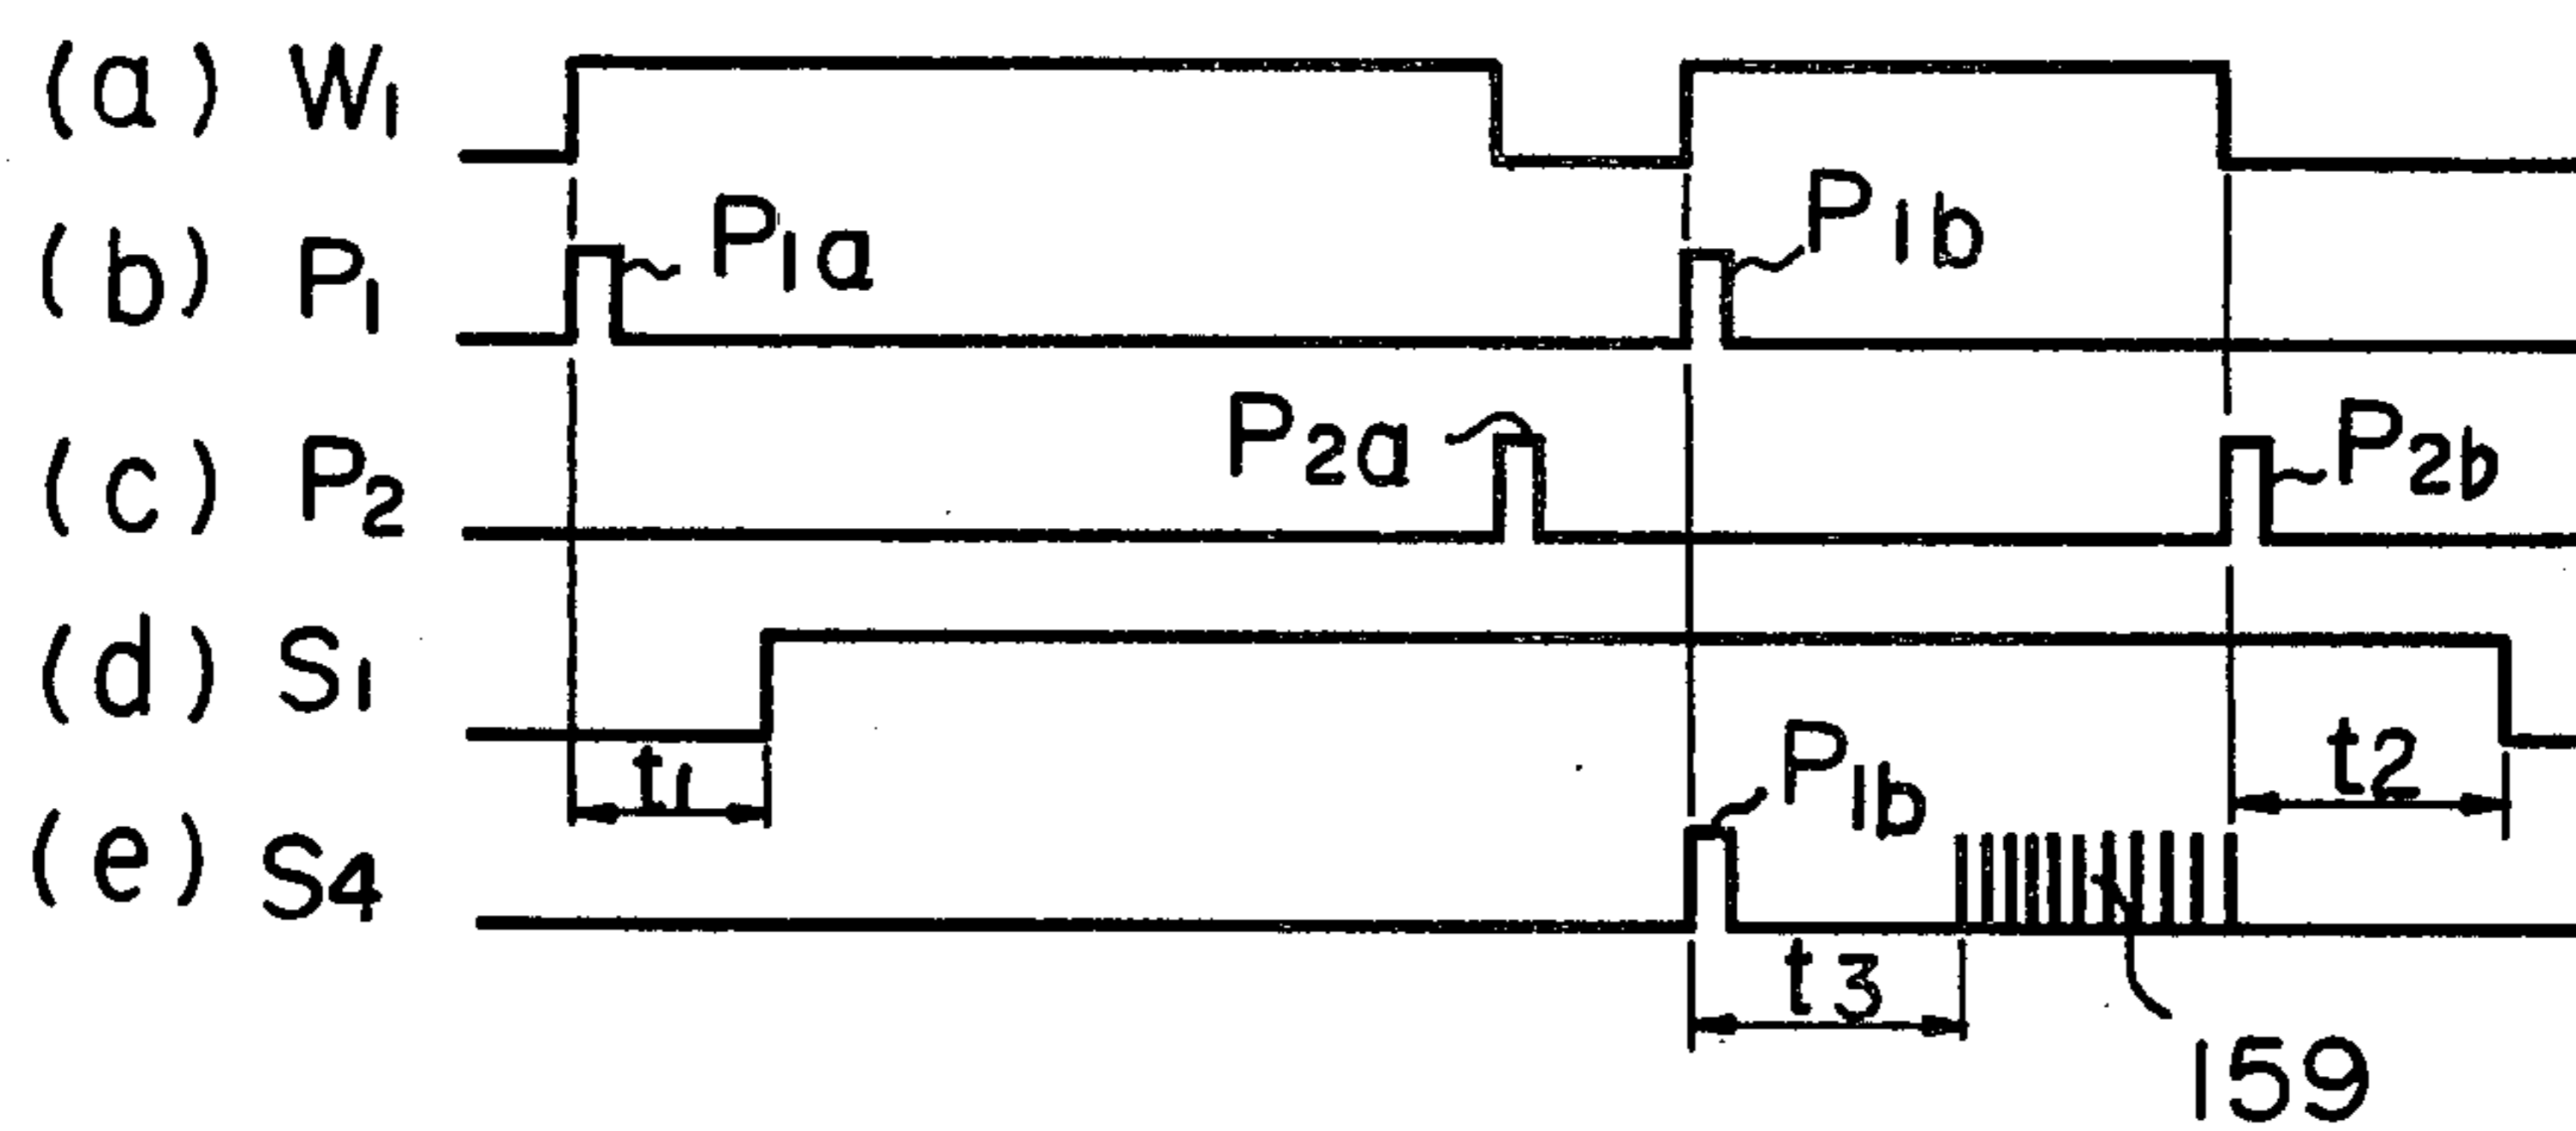 (a) W1
(b) P1 P1a P1b
(c) P2 P2a P2b
(d) S1 t1 t2
(e) S4 P1b t3
159